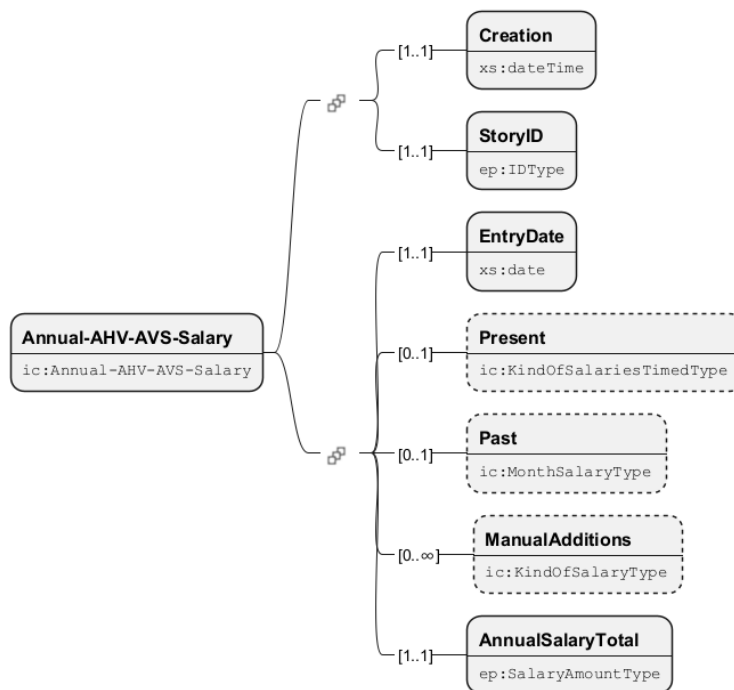 Creation
[1..1]
xs:dateTime
StoryID
[1..1]
ep:IDType
EntryDate
[1..1]
xs:date
Annual-AHV-AVS-Salary
ic:Annual-AHV-AVS-Salary
Present
[0..1]
ic:KindOfSalariesTimedType
Past
[0..1]
ic:MonthSalaryType
ManualAdditions
[0..∞]
ic:KindOfSalaryType
AnnualSalaryTotal
[1..1]
ep:SalaryAmountType